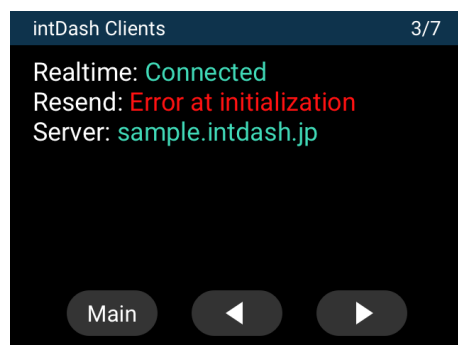 intDash Clients 3/7
Realtime: Connected
Resend: Error at initialization
Server: sample.intdash.jp
Main